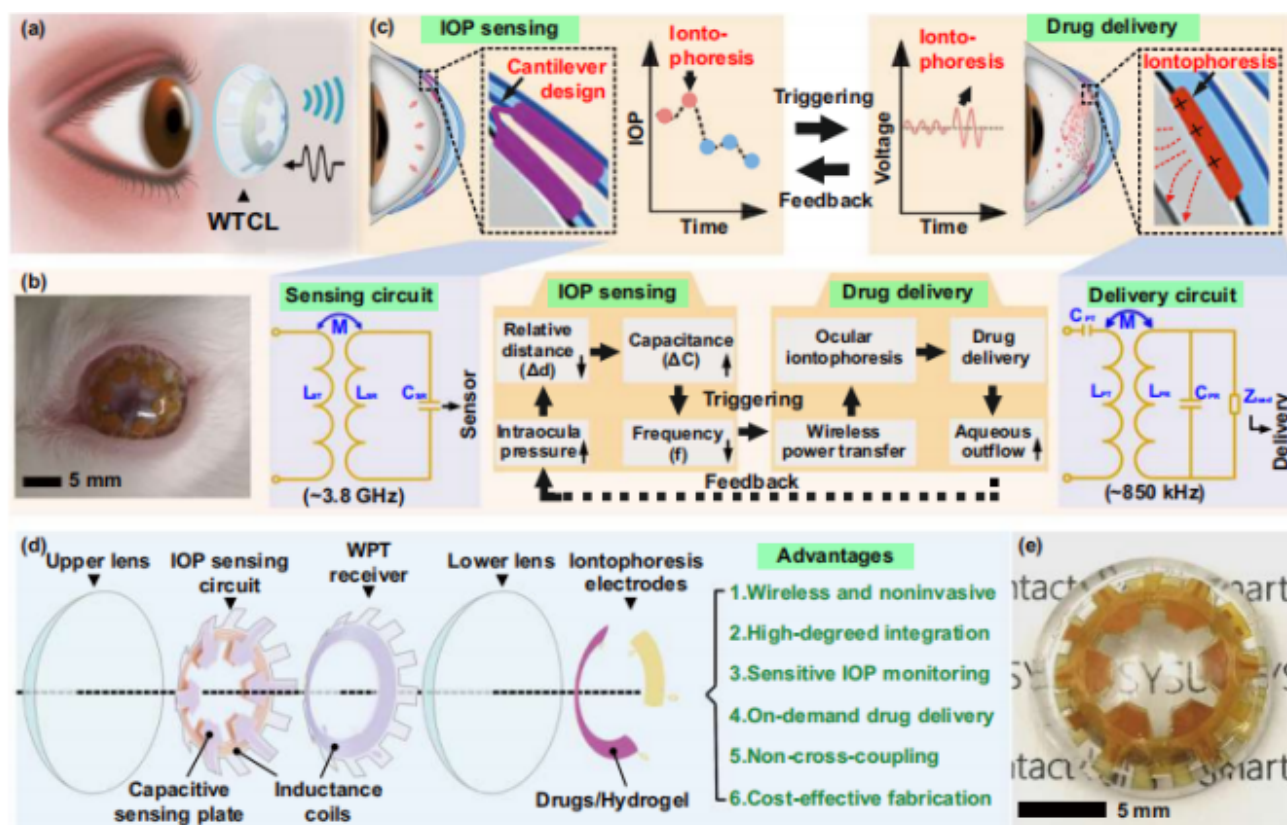 (a)
WTCL
(c)
IOP sensing
Cantilever
design
Ionto-
phoresis
IOP
Time
Triggering
Feedback
Drug delivery
Ionto-
phoresis
Voltage
Time
Iontophoresis
(b)
5 mm
Sensing circuit
M
C_SR
Sensor
(~3.8 GHz)
IOP sensing
Relative
distance
(Δd)
Capacitance
(ΔC)
Intraocula
pressure
Frequency
(f)
Triggering
Drug delivery
Ocular
iontophoresis
Drug
delivery
Wireless
power transfer
Aqueous
outflow
Feedback
Delivery circuit
C_PT
M
L_PT
Delivery
(~850 kHz)
(d)
Upper lens
IOP sensing
circuit
WPT
receiver
Lower lens
Iontophoresis
electrodes
Capacitive
sensing plate
Inductance
coils
Drugs/Hydrogel
Advantages
1.Wireless and noninvasive
2.High-degreed integration
3.Sensitive IOP monitoring
4.On-demand drug delivery
5.Non-cross-coupling
6.Cost-effective fabrication
(e)
SYSU
5 mm